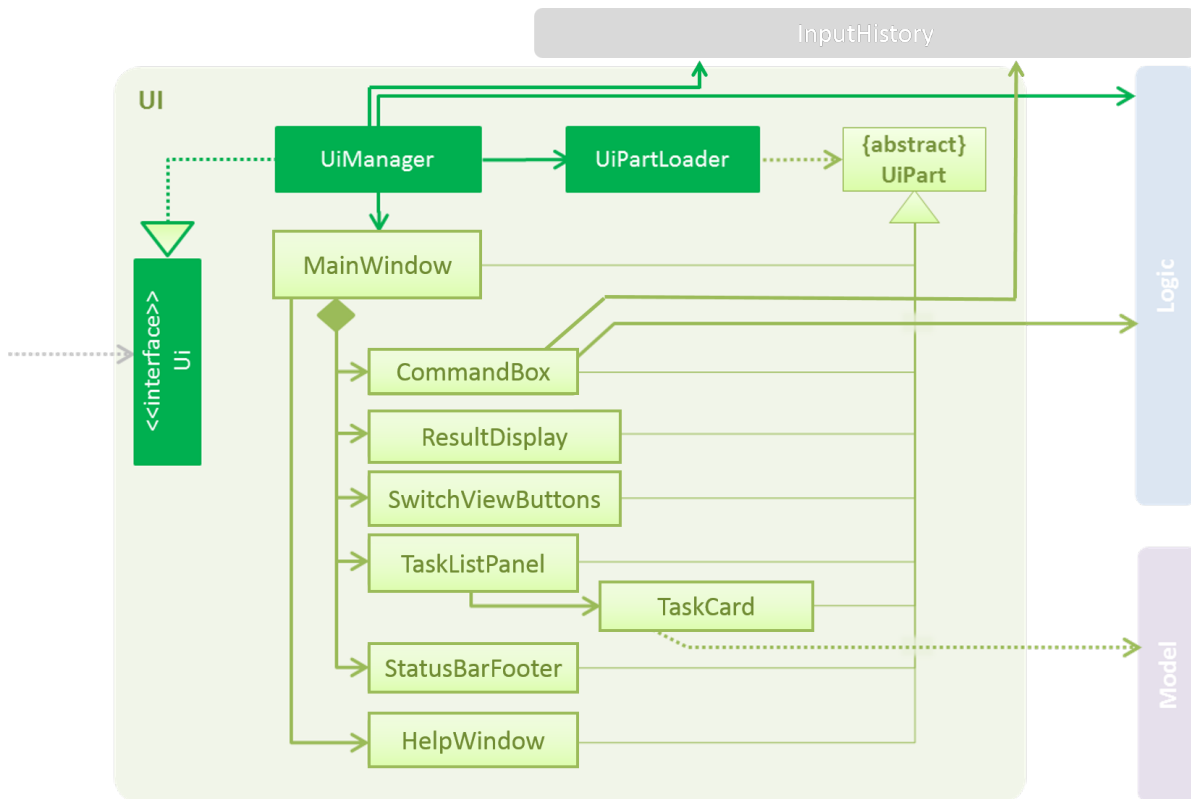 InputHistory
UI
UiManager
UiPartLoader
{abstract}
UiPart
MainWindow
<<interface>>
Ui
Logic
CommandBox
ResultDisplay
SwitchViewButtons
TaskListPanel
TaskCard
StatusBarFooter
Model
HelpWindow